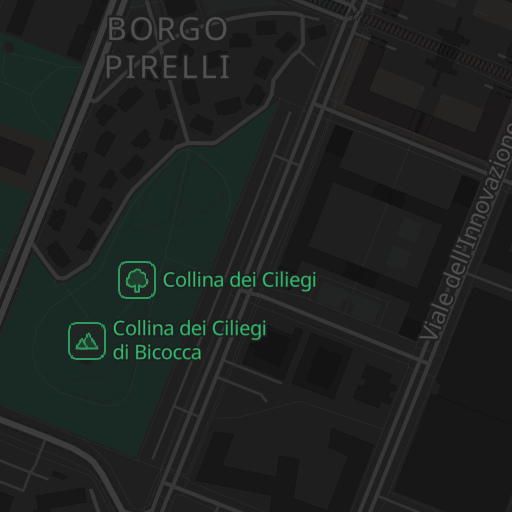 BORGO
PIRELLI
Viale dell'Innovazione
Collina dei Ciliegi
Collina dei Ciliegi
di Bicocca